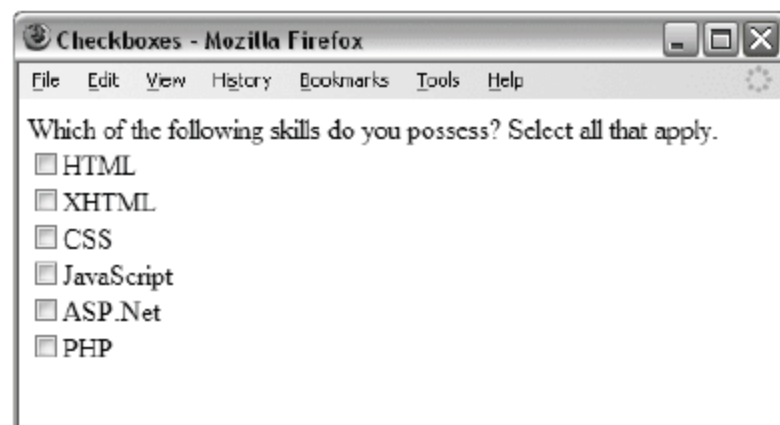 Checkboxes - Mozilla Firefox
File Edit View History Bookmarks Tools Help
Which of the following skills do you possess? Select all that apply.
HTML
XHTML
CSS
JavaScript
ASP.Net
PHP